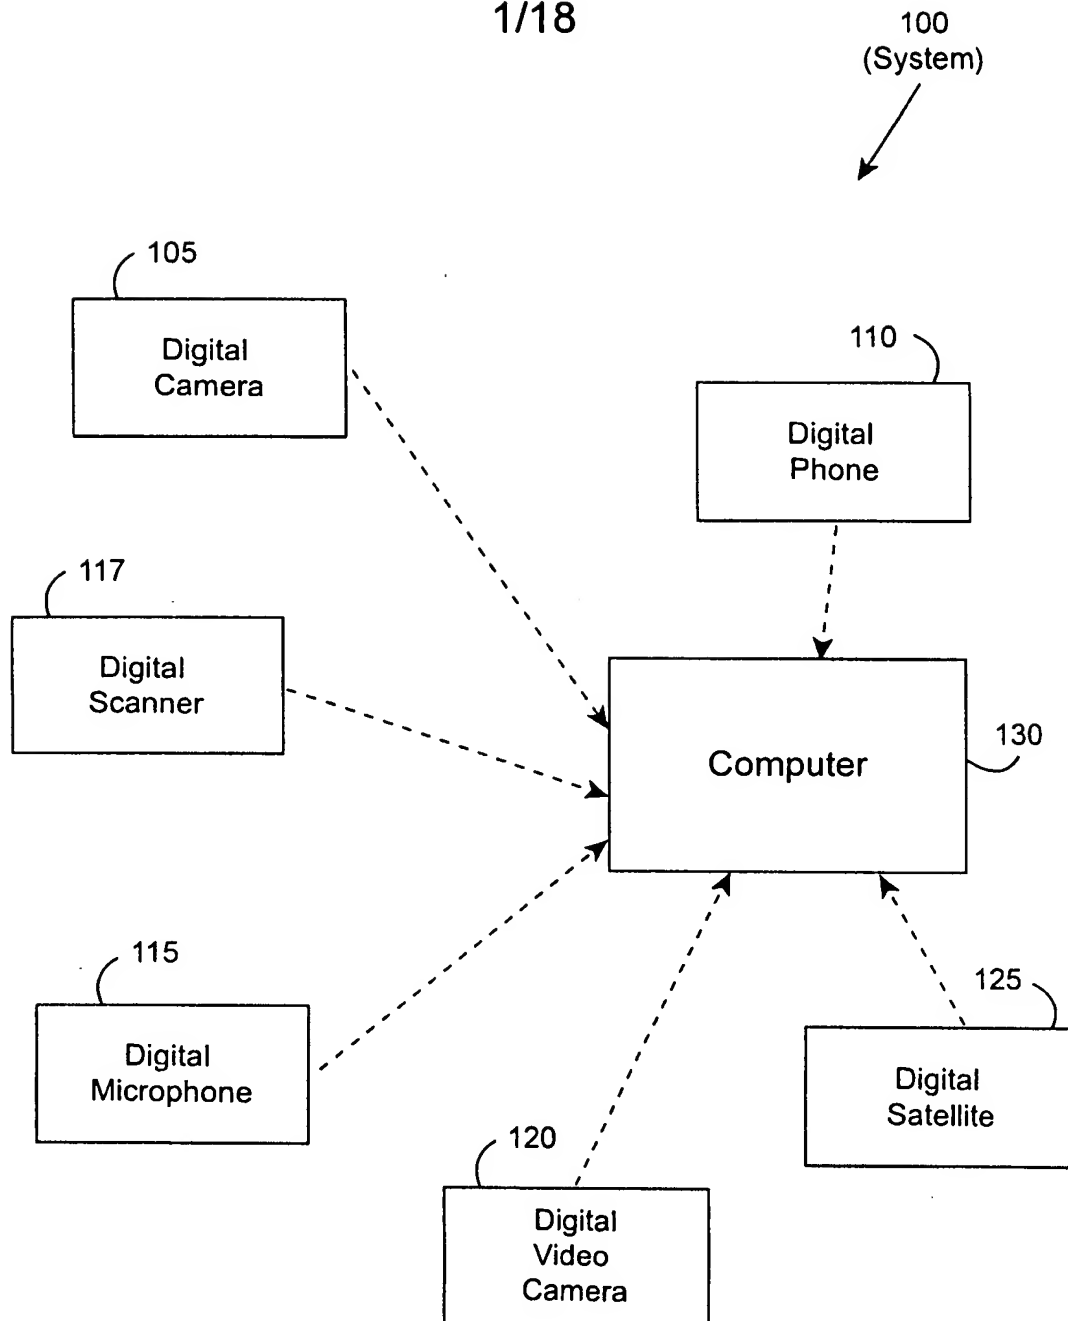 1/18
100
(System)
105
Digital
Camera
110
Digital
Phone
117
Digital
Scanner
Computer
130
115
Digital
Microphone
125
Digital
Satellite
120
Digital
Video
Camera